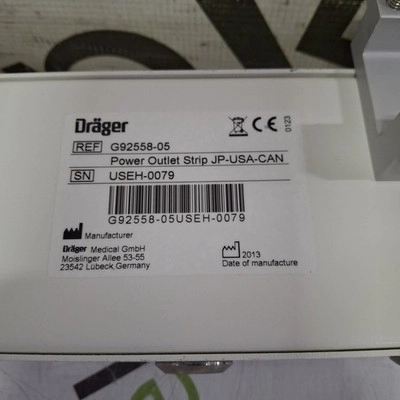 Dräger
REF G92558-05
Power Outlet Strip JP-USA-CAN
SN USEH-0079
CE 0123
G92558-05USEH-0079
Manufacturer
Dräger Medical GmbH
Moislinger Allee 53-55
23542 Lübeck,Germany
2013
Date of manufacture